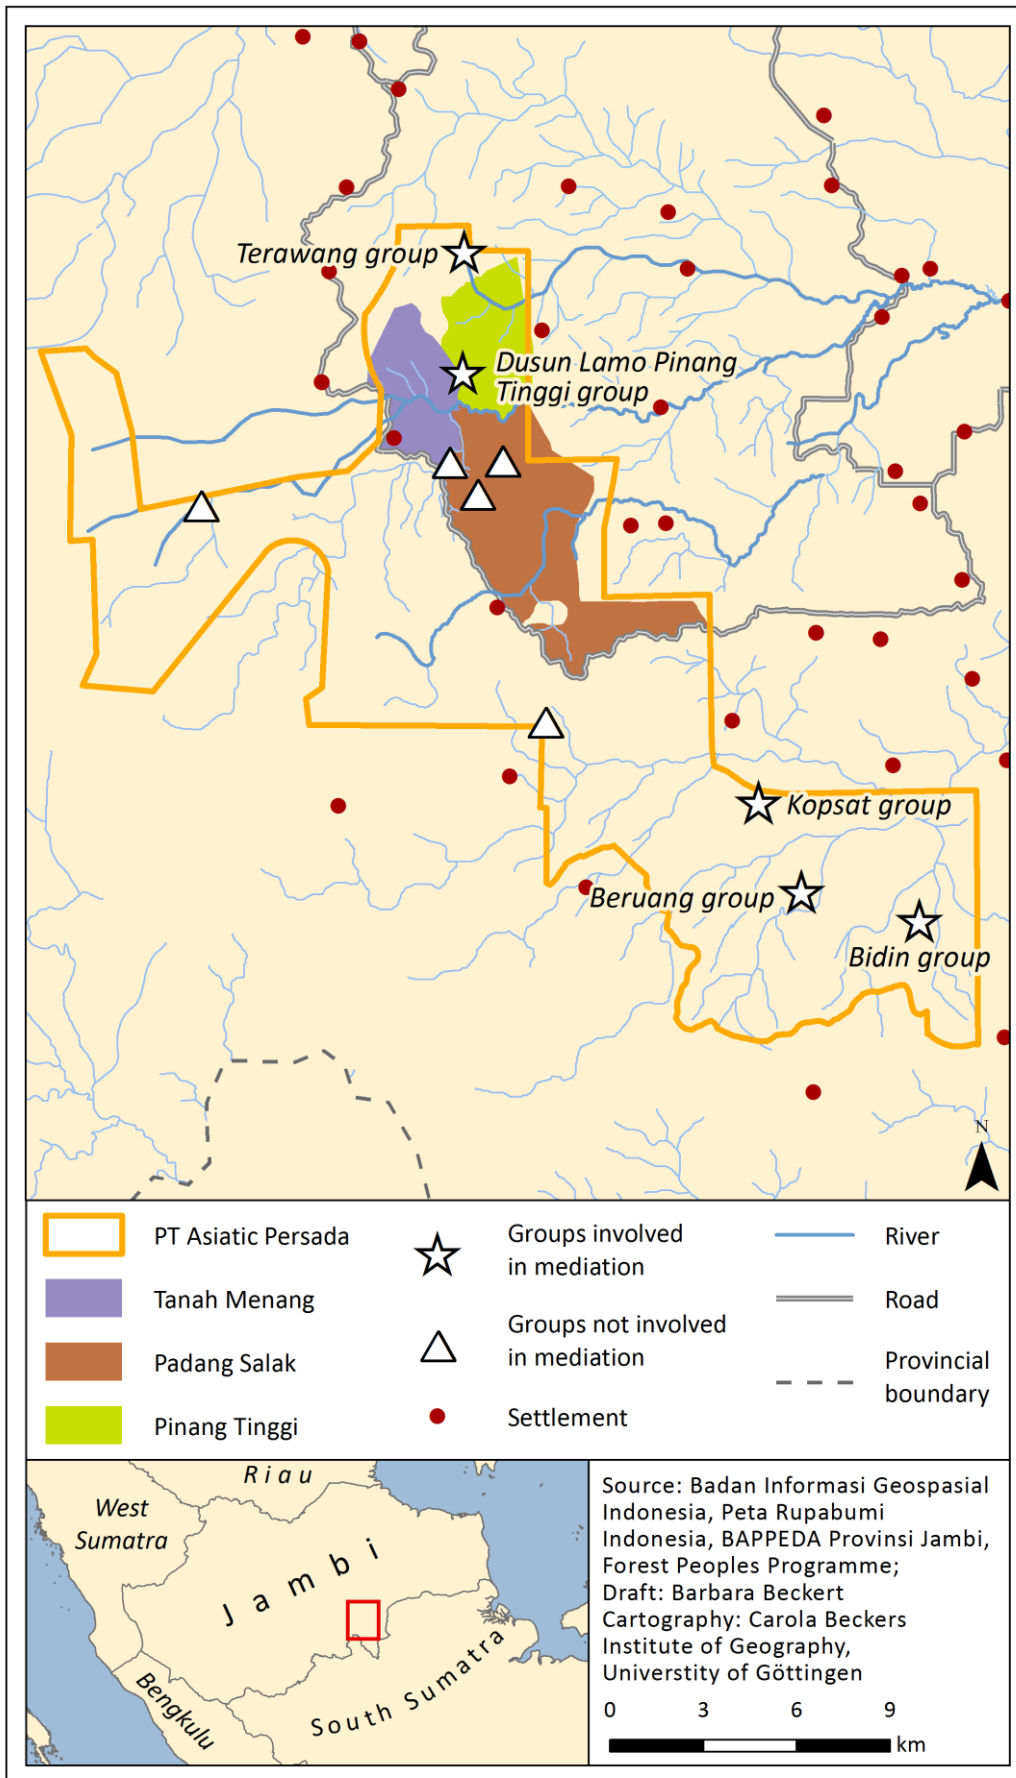 Terawang group
Dusun Lamo Pinang
Tinggi group
Kopsat group
Beruang group
Bidin group
N
PT Asiatic Persada
Tanah Menang
Padang Salak
Pinang Tinggi
Groups involved
in mediation
Groups not involved
in mediation
Settlement
River
Road
Provincial
boundary
Riau
West
Sumatra
Jambi
Bengkulu
South Sumatra
Source: Badan Informasi Geospasial
Indonesia, Peta Rupabumi
Indonesia, BAPPEDA Provinsi Jambi,
Forest Peoples Programme;
Draft: Barbara Beckert
Cartography: Carola Beckers
Institute of Geography,
Universtity of Göttingen
0 3 6 9
km